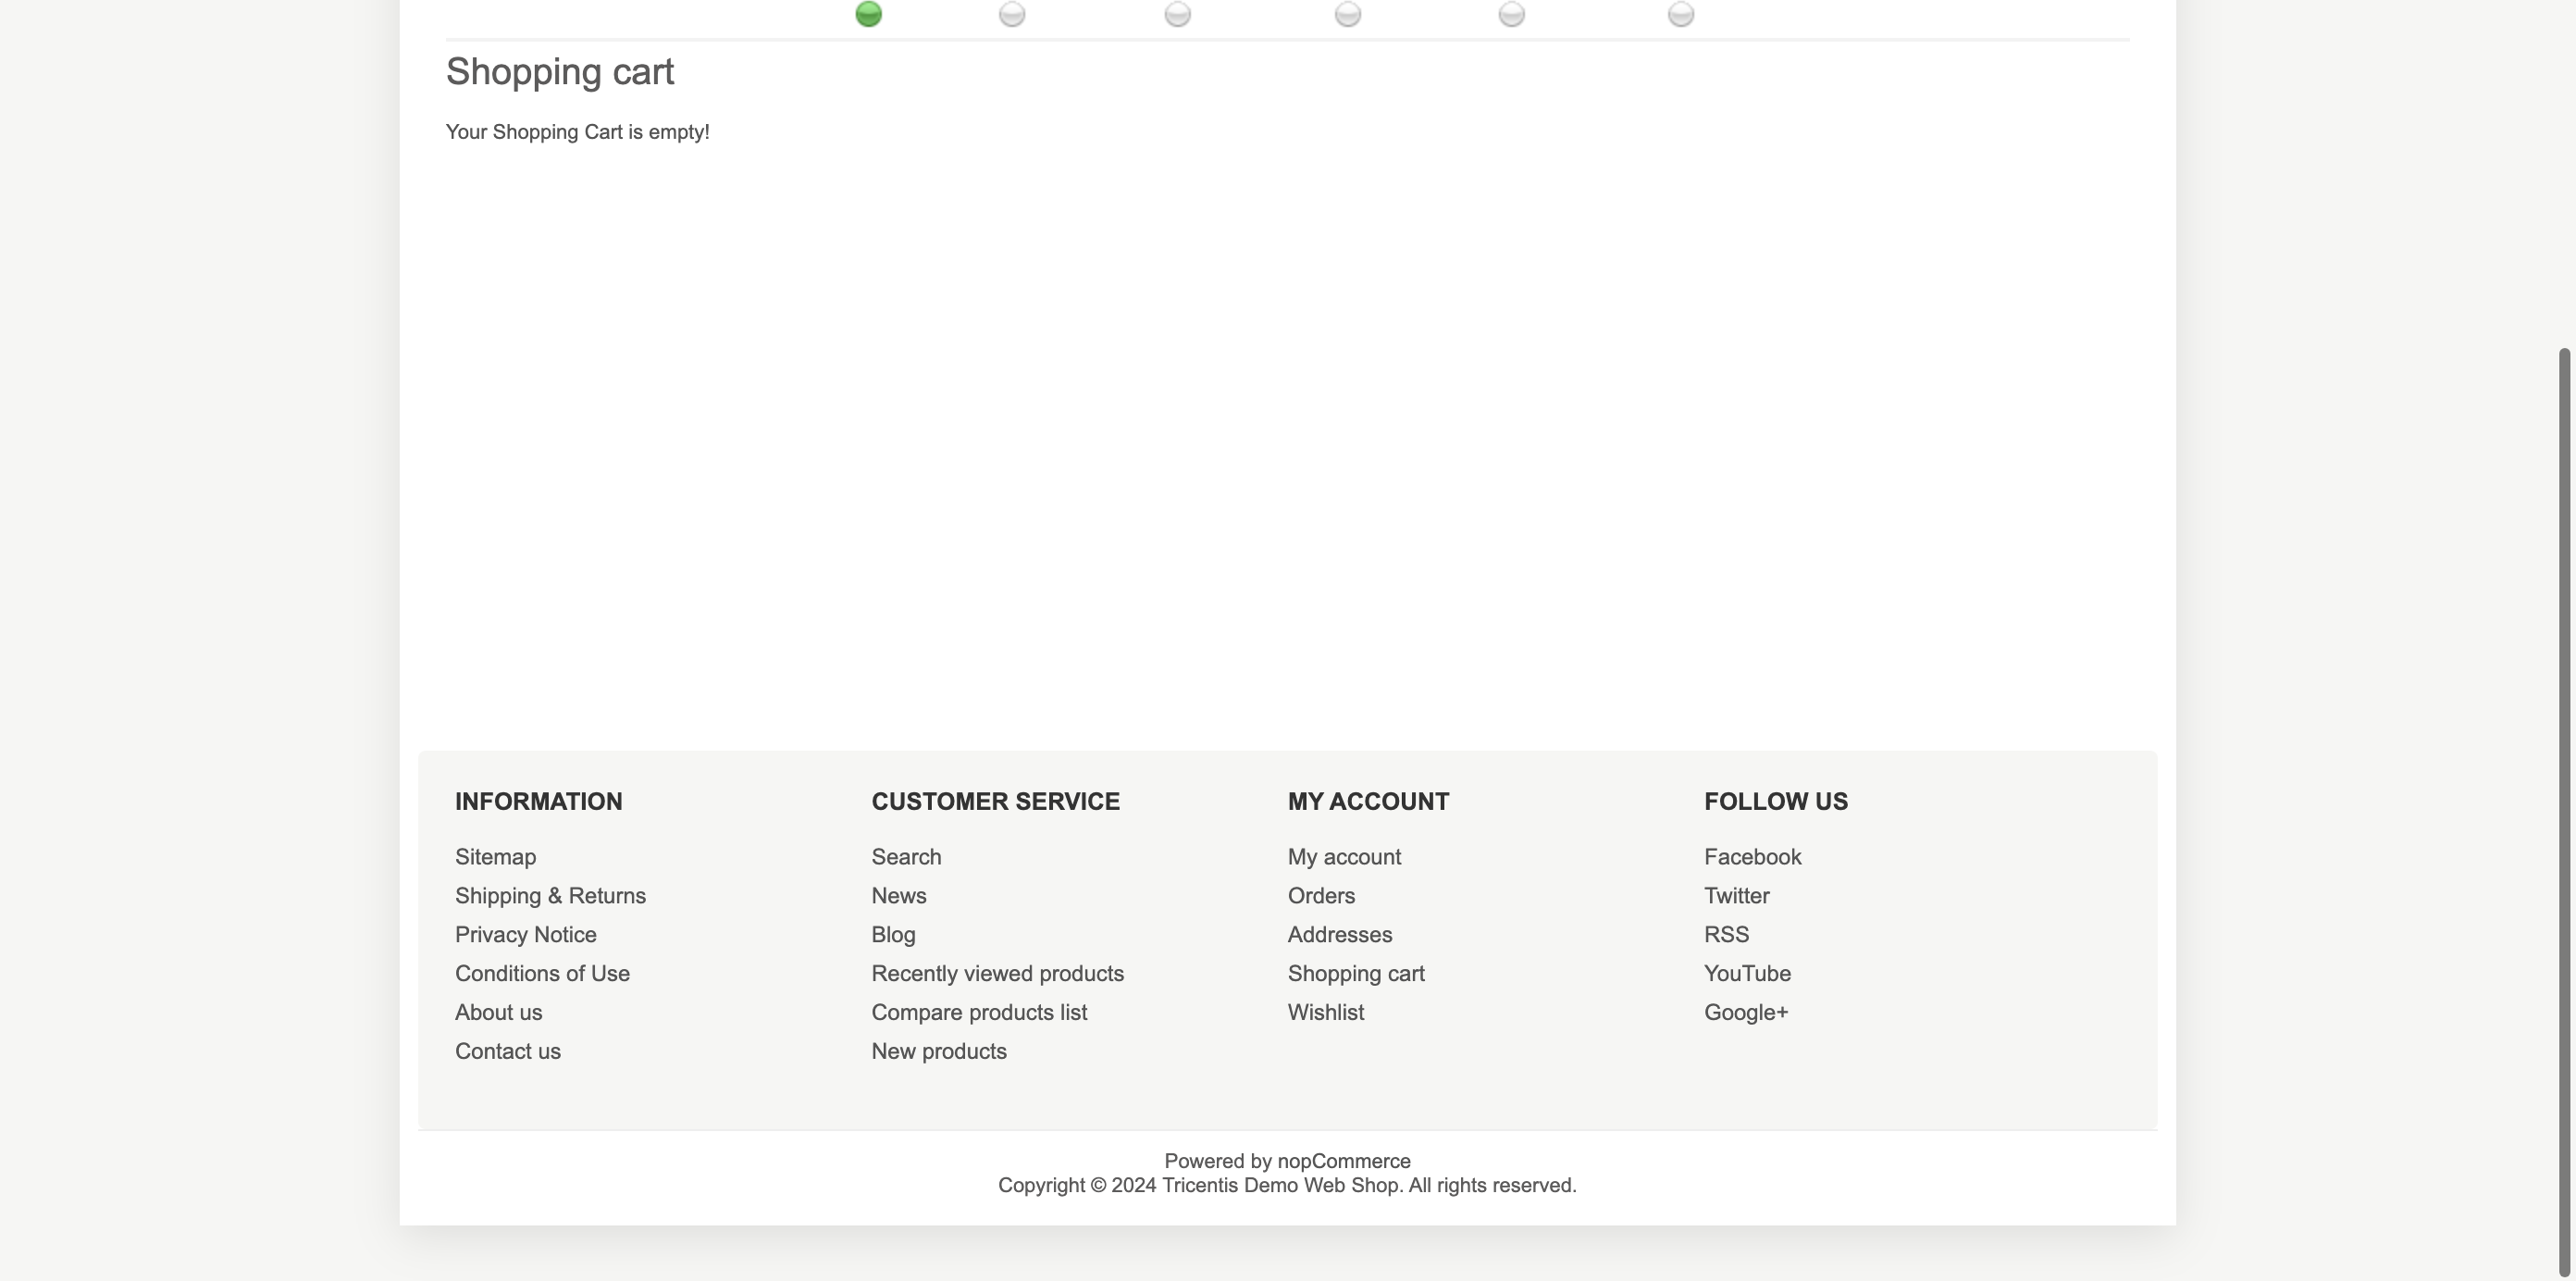 Shopping cart
Your Shopping Cart is empty!
INFORMATION
Sitemap
Shipping & Returns
Privacy Notice
Conditions of Use
About us
Contact us
CUSTOMER SERVICE
Search
News
Blog
Recently viewed products
Compare products list
New products
MY ACCOUNT
My account
Orders
Addresses
Shopping cart
Wishlist
FOLLOW US
Facebook
Twitter
RSS
YouTube
Google+
Powered by nopCommerce
Copyright © 2024 Tricentis Demo Web Shop. All rights reserved.